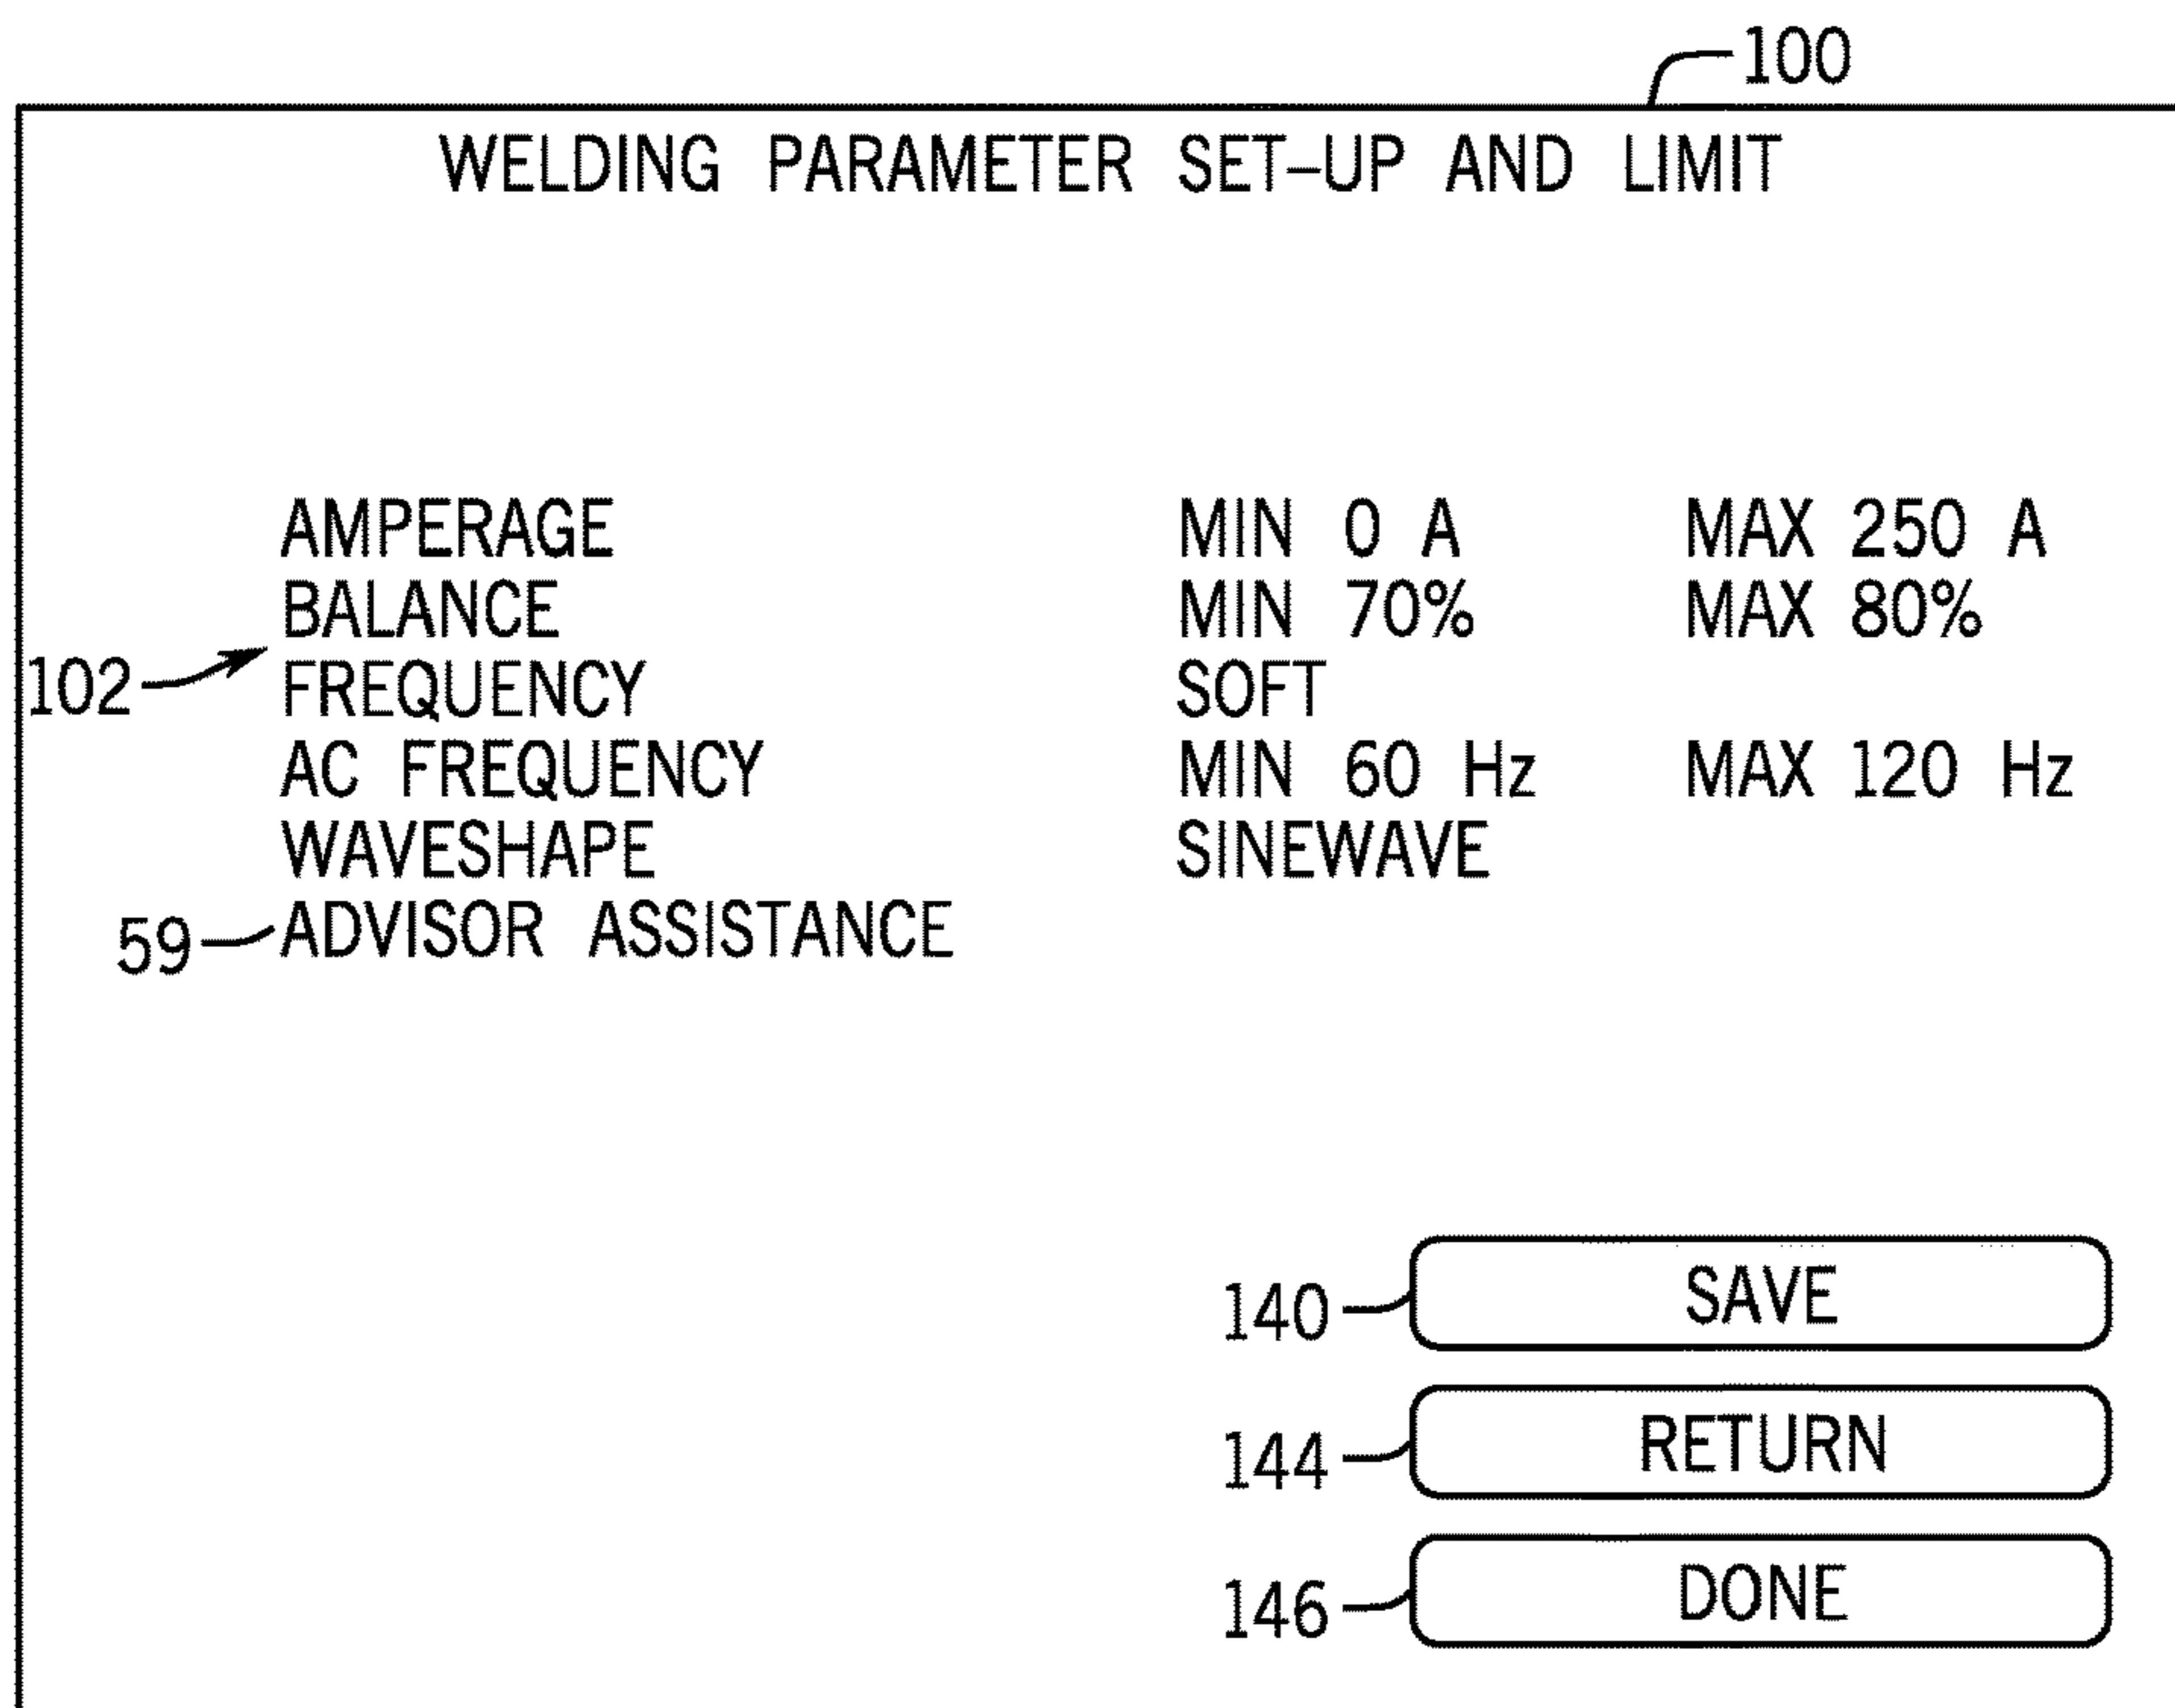 100
WELDING PARAMETER SET-UP AND LIMIT
AMPERAGE MIN 0 A MAX 250 A
BALANCE MIN 70% MAX 80%
102 FREQUENCY SOFT
AC FREQUENCY MIN 60 Hz MAX 120 Hz
WAVESHAPE SINEWAVE
59 ADVISOR ASSISTANCE
140 SAVE
144 RETURN
146 DONE